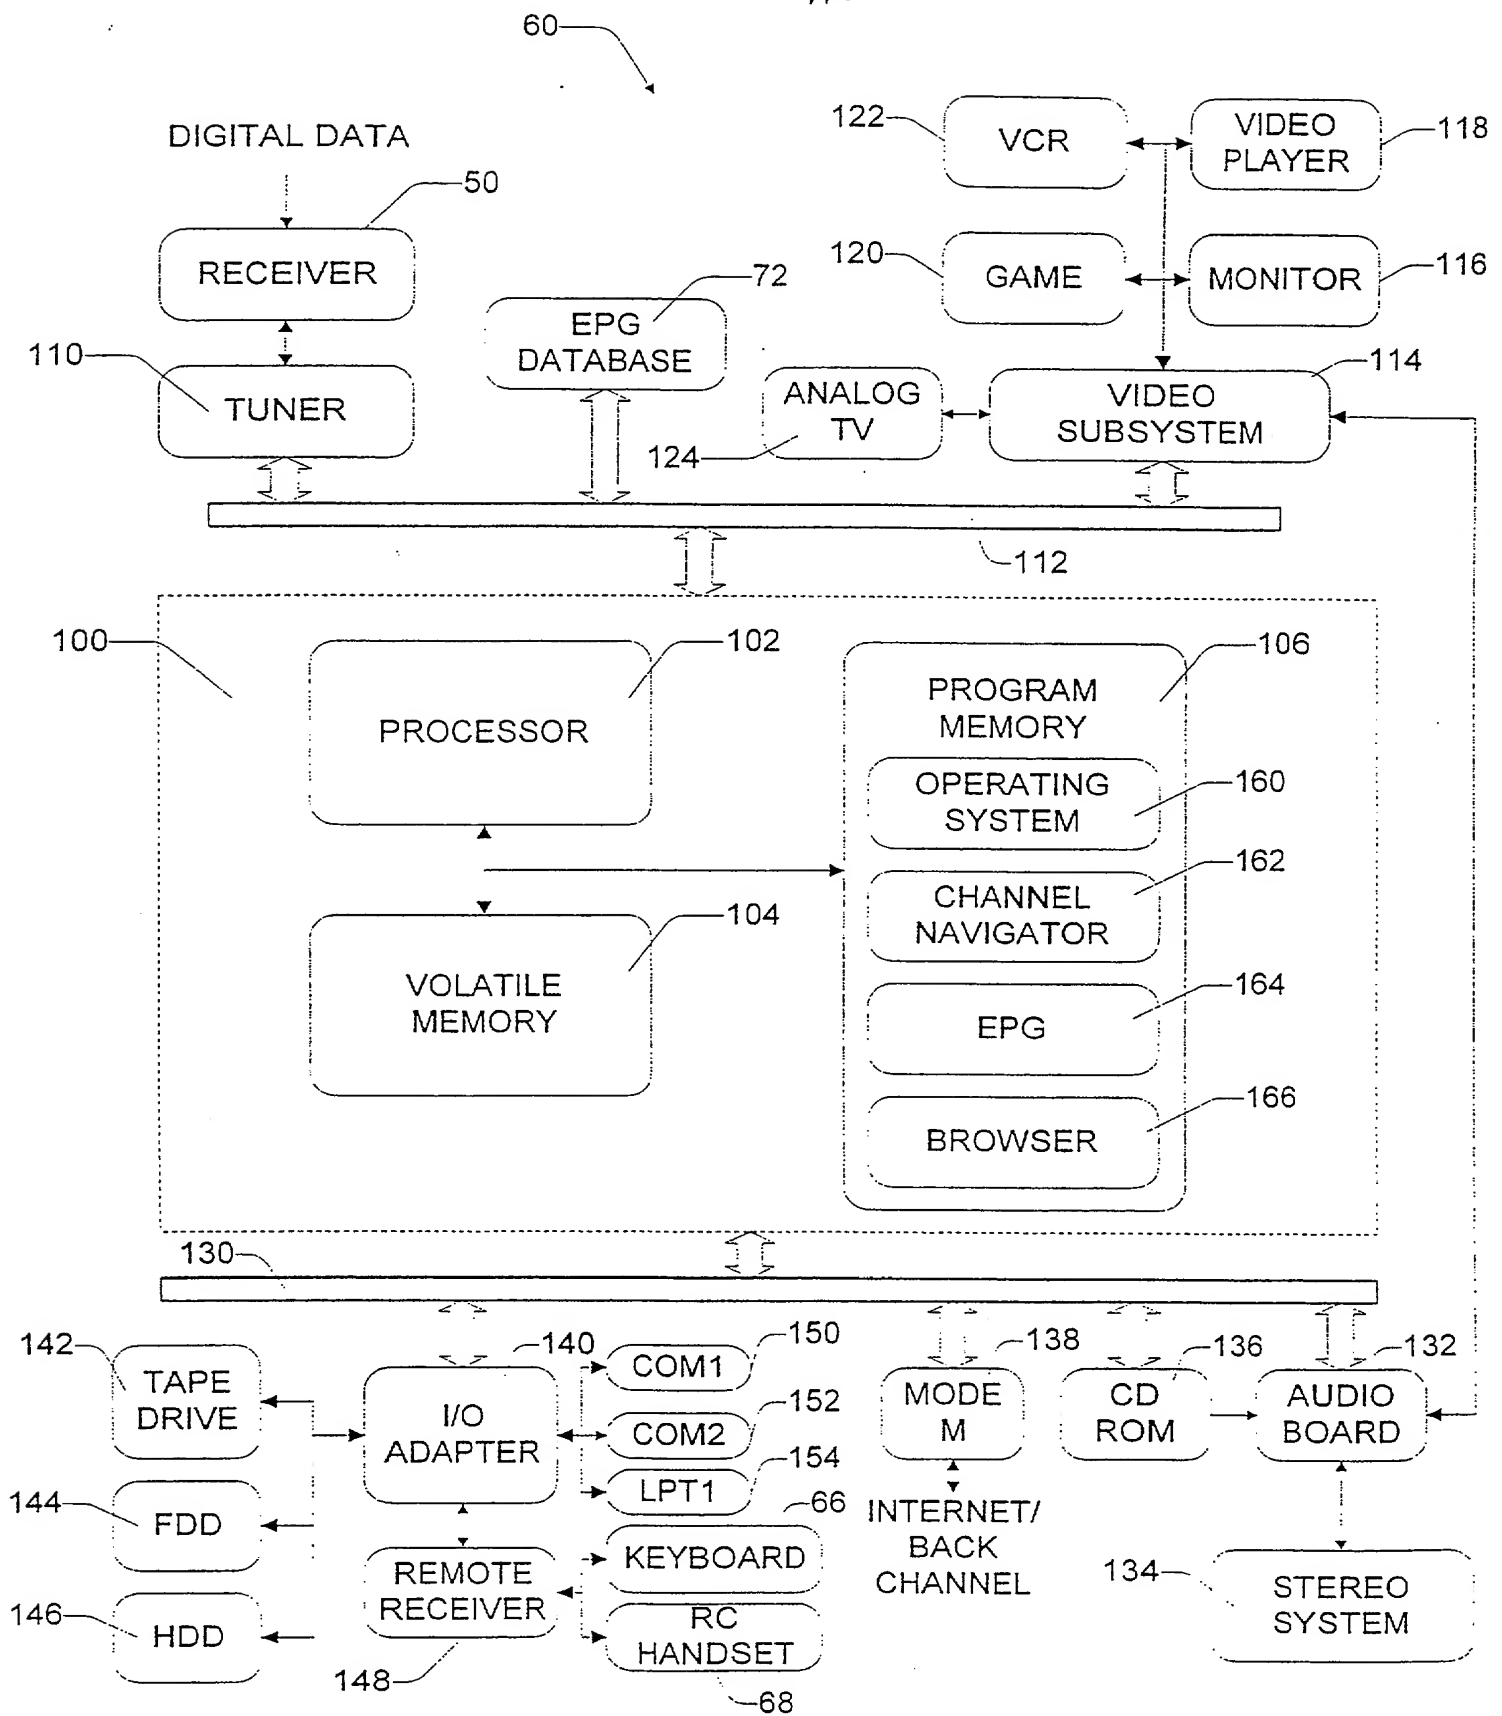 60
DIGITAL DATA
50
RECEIVER
110
TUNER
72
EPG
DATABASE
122
VCR
VIDEO
PLAYER
118
120
GAME
MONITOR
116
ANALOG
TV
124
VIDEO
SUBSYSTEM
114
112
100
PROCESSOR
102
VOLATILE
MEMORY
104
PROGRAM
MEMORY
106
OPERATING
SYSTEM
160
CHANNEL
NAVIGATOR
162
EPG
164
BROWSER
166
130
142
TAPE
DRIVE
144
FDD
146
HDD
140
I/O
ADAPTER
REMOTE
RECEIVER
148
COM1
150
COM2
152
LPT1
154
66
KEYBOARD
RC
HANDSET
68
138
MODE
M
INTERNET/
BACK
CHANNEL
136
CD
ROM
132
AUDIO
BOARD
134
STEREO
SYSTEM